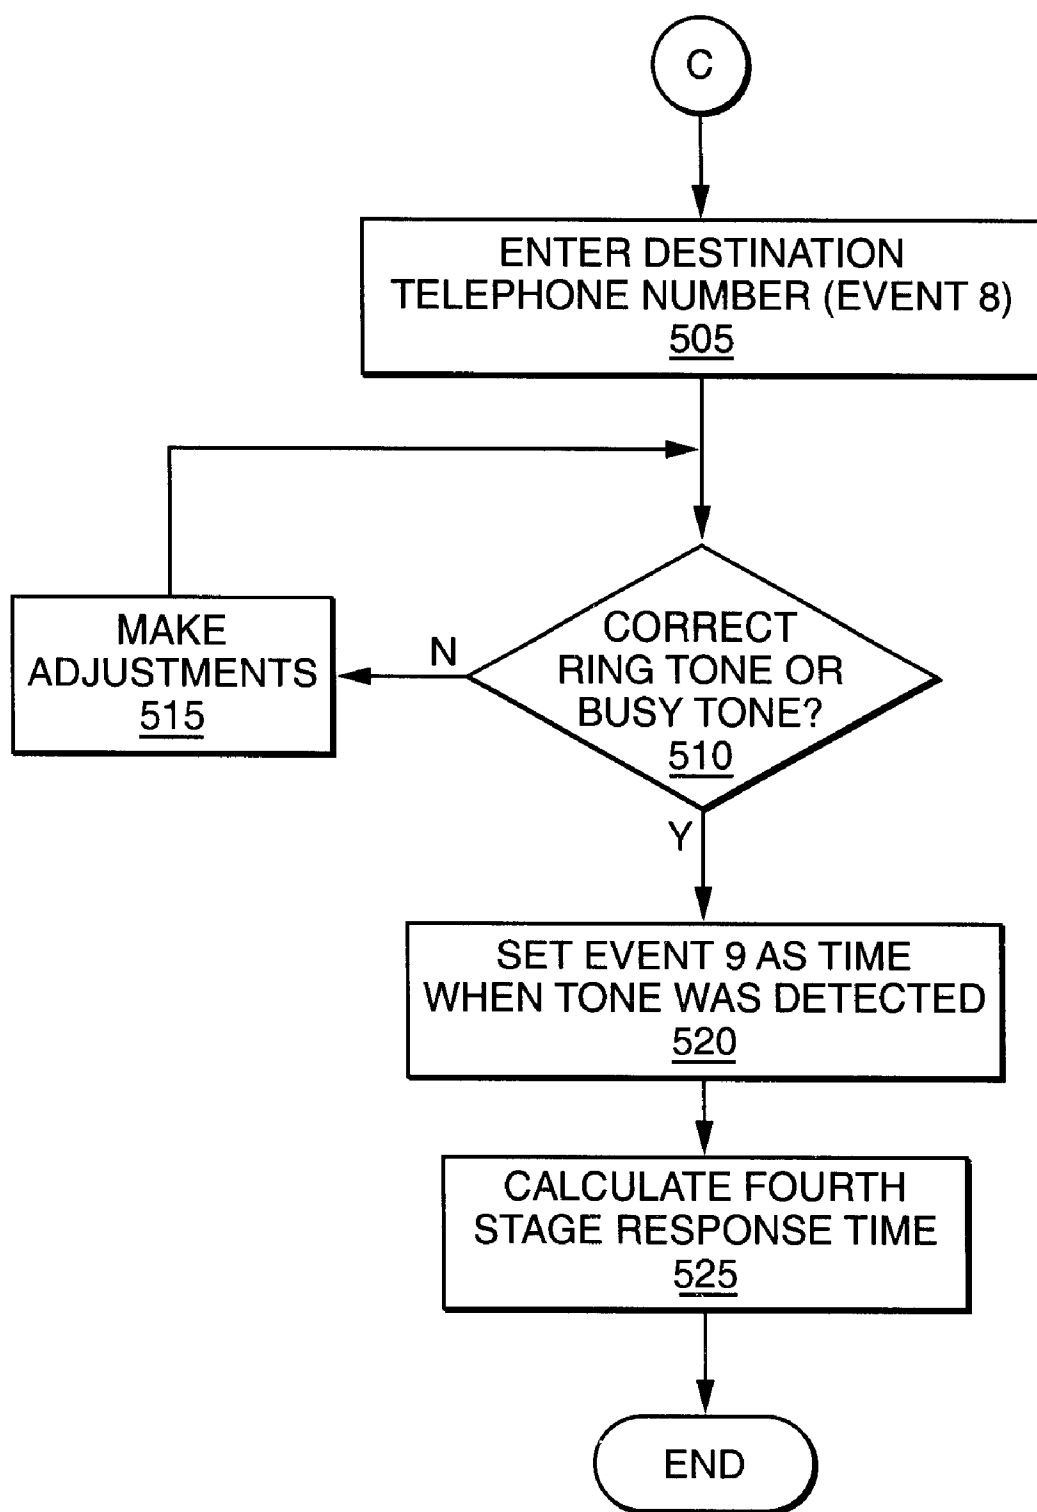 C
ENTER DESTINATION
TELEPHONE NUMBER (EVENT 8)
505
CORRECT
RING TONE OR
BUSY TONE?
510
N
MAKE
ADJUSTMENTS
515
Y
SET EVENT 9 AS TIME
WHEN TONE WAS DETECTED
520
CALCULATE FOURTH
STAGE RESPONSE TIME
525
END